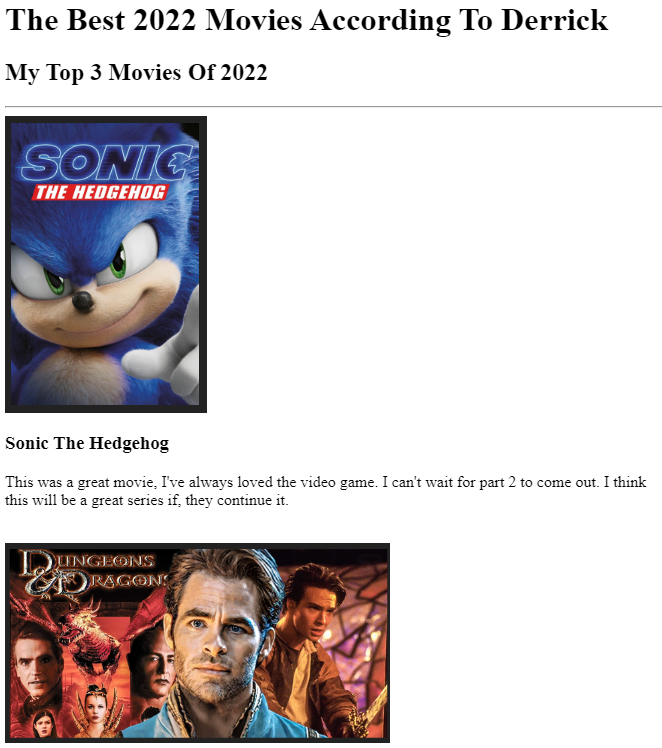 The Best 2022 Movies According To Derrick
My Top 3 Movies Of 2022
SONIC
THE HEDGEHOG
Sonic The Hedgehog
This was a great movie, I've always loved the video game. I can't wait for part 2 to come out. I think
this will be a great series if, they continue it.
DUNGEONS
& DRAGONS